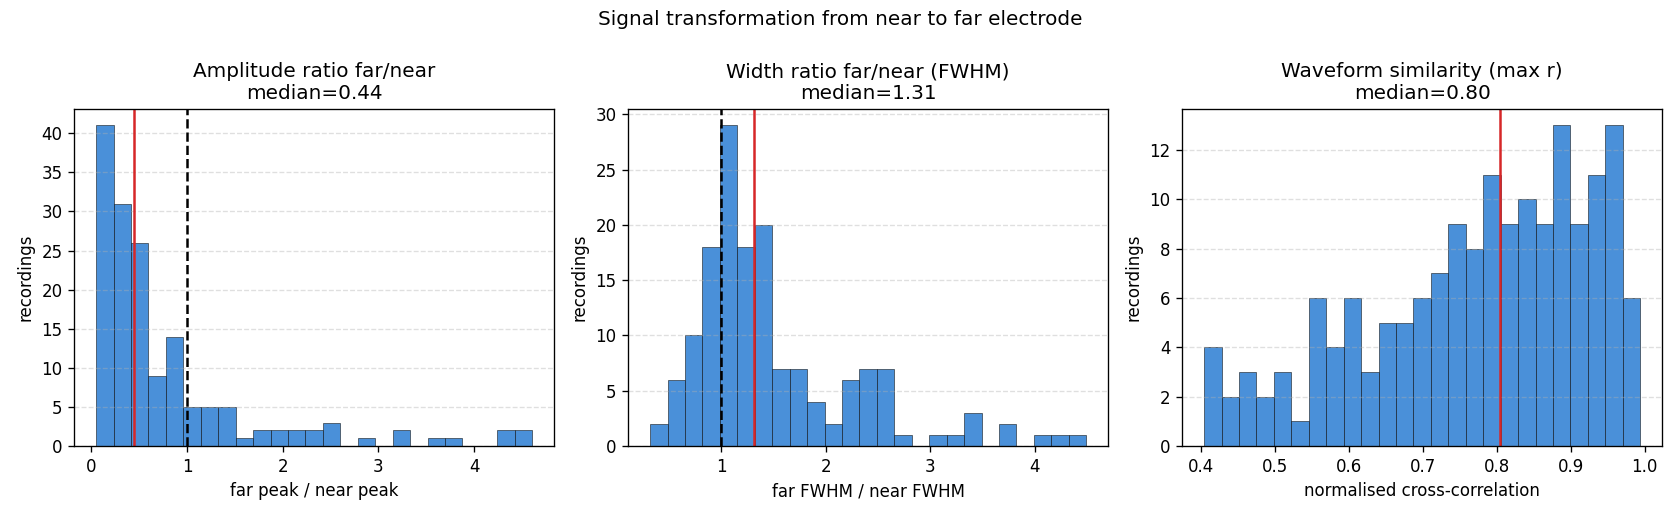 Signal transformation from near to far electrode
Amplitude ratio far/near
median=0.44
recordings
0
5
10
15
20
25
30
35
40
0 1 2 3 4
far peak / near peak
Width ratio far/near (FWHM)
median=1.31
recordings
0
5
10
15
20
25
30
1 2 3 4
far FWHM / near FWHM
Waveform similarity (max r)
median=0.80
recordings
0
2
4
6
8
10
12
0.4 0.5 0.6 0.7 0.8 0.9 1.0
normalised cross-correlation